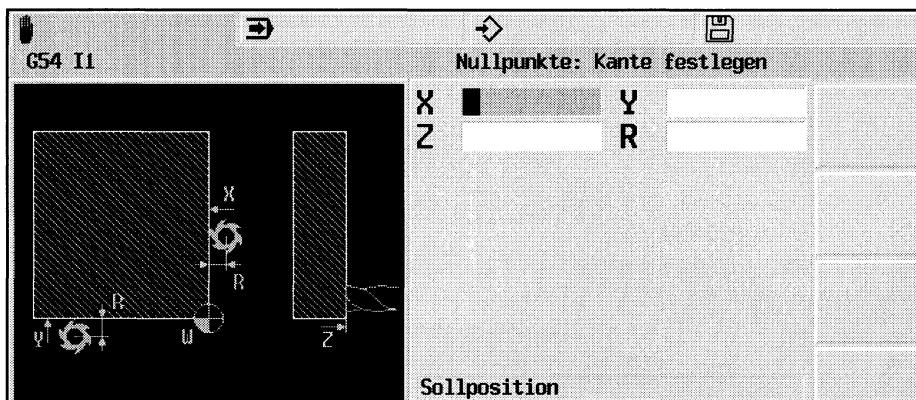 G54 I1
Nullpunkte: Kante festlegen
X Y
Z R
X
R
R
Y W Z
Sollposition